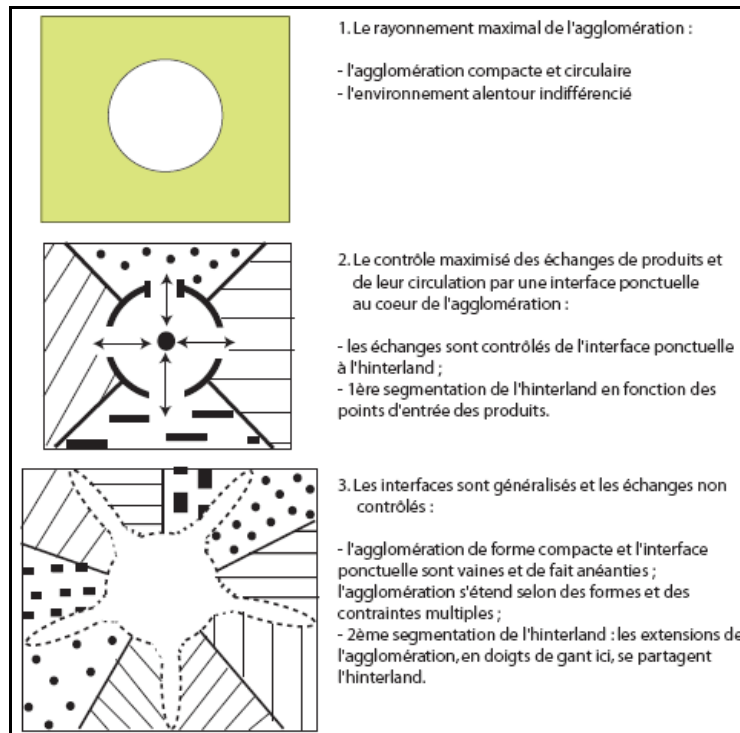 1. Le rayonnement maximal de l'agglomération :
- l'agglomération compacte et circulaire
- l'environnement alentour indifférencié
2. Le contrôle maximisé des échanges de produits et
de leur circulation par une interface ponctuelle
au coeur de l'agglomération :
- les échanges sont contrôlés de l'interface ponctuelle
à l'hinterland ;
- 1ère segmentation de l'hinterland en fonction des
points d'entrée des produits.
3. Les interfaces sont généralisés et les échanges non
contrôlés :
- l'agglomération de forme compacte et l'interface
ponctuelle sont vaines et de fait anéanties ;
l'agglomération s'étend selon des formes et des
contraintes multiples ;
- 2ème segmentation de l'hinterland : les extensions de
l'agglomération, en doigts de gant ici, se partagent
l'hinterland.